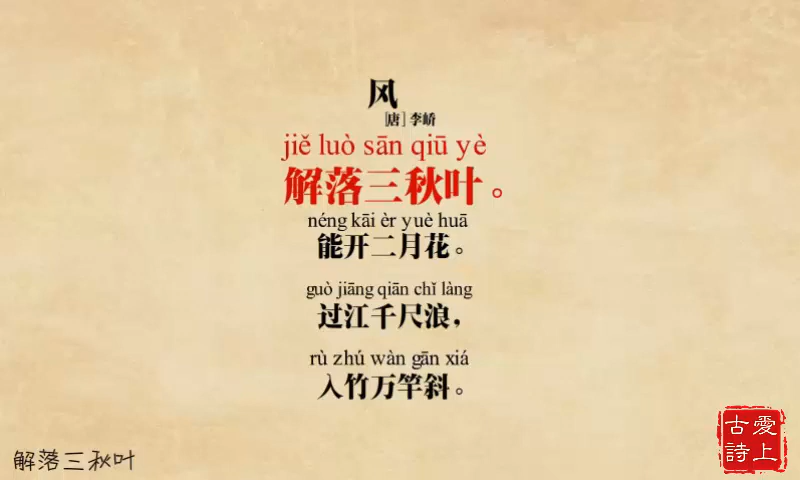 风
[唐] 李峤
jiě luò sān qiū yè
解落三秋叶。
néng kāi èr yuè huā
能开二月花。
guò jiāng qiān chǐ làng
过江千尺浪，
rù zhú wàn gān xiá
入竹万竿斜。
解落三秋叶
愛上
古詩